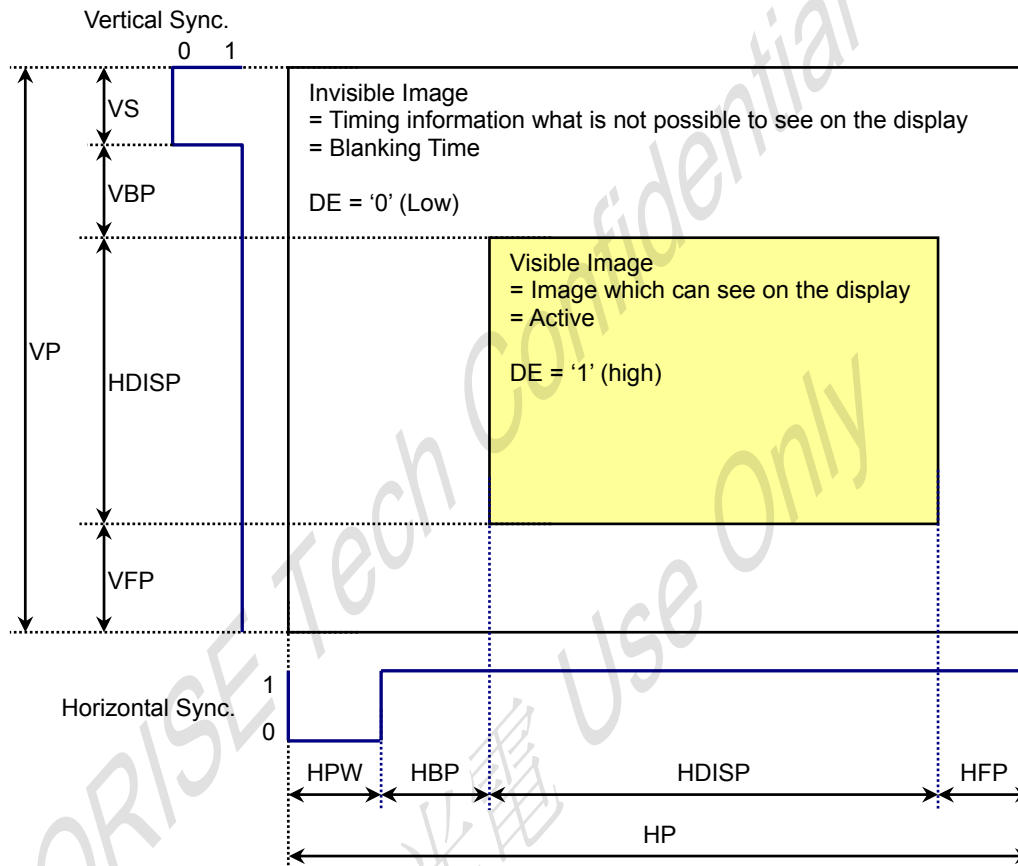 Vertical Sync.
0 1
VS
Invisible Image
= Timing information what is not possible to see on the display
= Blanking Time
VBP
DE = ‘0’ (Low)
Visible Image
= Image which can see on the display
= Active
VP
HDISP
DE = ‘1’ (high)
VFP
1
Horizontal Sync.
0
HPW HBP HDISP HFP
HP
ORISE Tech Confidential
光電 Use Only